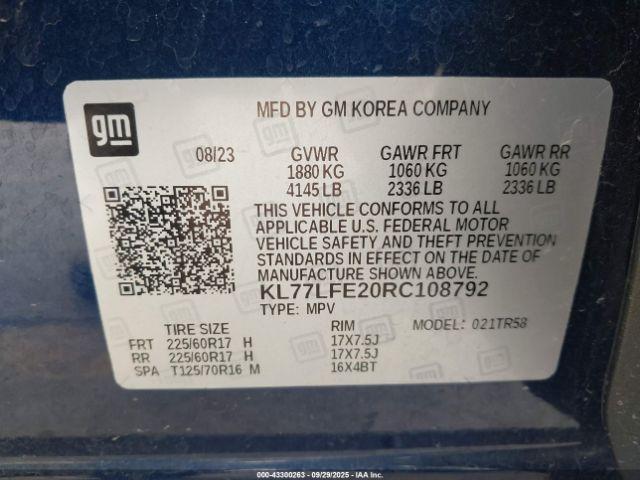 gm
MFD BY GM KOREA COMPANY
08/23 GVWR GAWR FRT GAWR RR
1880 KG 1060 KG 1060 KG
4145 LB 2336 LB 2336 LB
THIS VEHICLE CONFORMS TO ALL
APPLICABLE U.S. FEDERAL MOTOR
VEHICLE SAFETY AND THEFT PREVENTION
STANDARDS IN EFFECT ON THE DATE OF
MANUFACTURE SHOWN ABOVE.
KL77LFE20RC108792
TYPE: MPV MODEL: 021TR58
TIRE SIZE RIM
FRT 225/60R17 H 17X7.5J
RR 225/60R17 H 17X7.5J
SPA T125/70R16 M 16X4BT
000-43300263 - 09/29/2025 - IAA Inc.